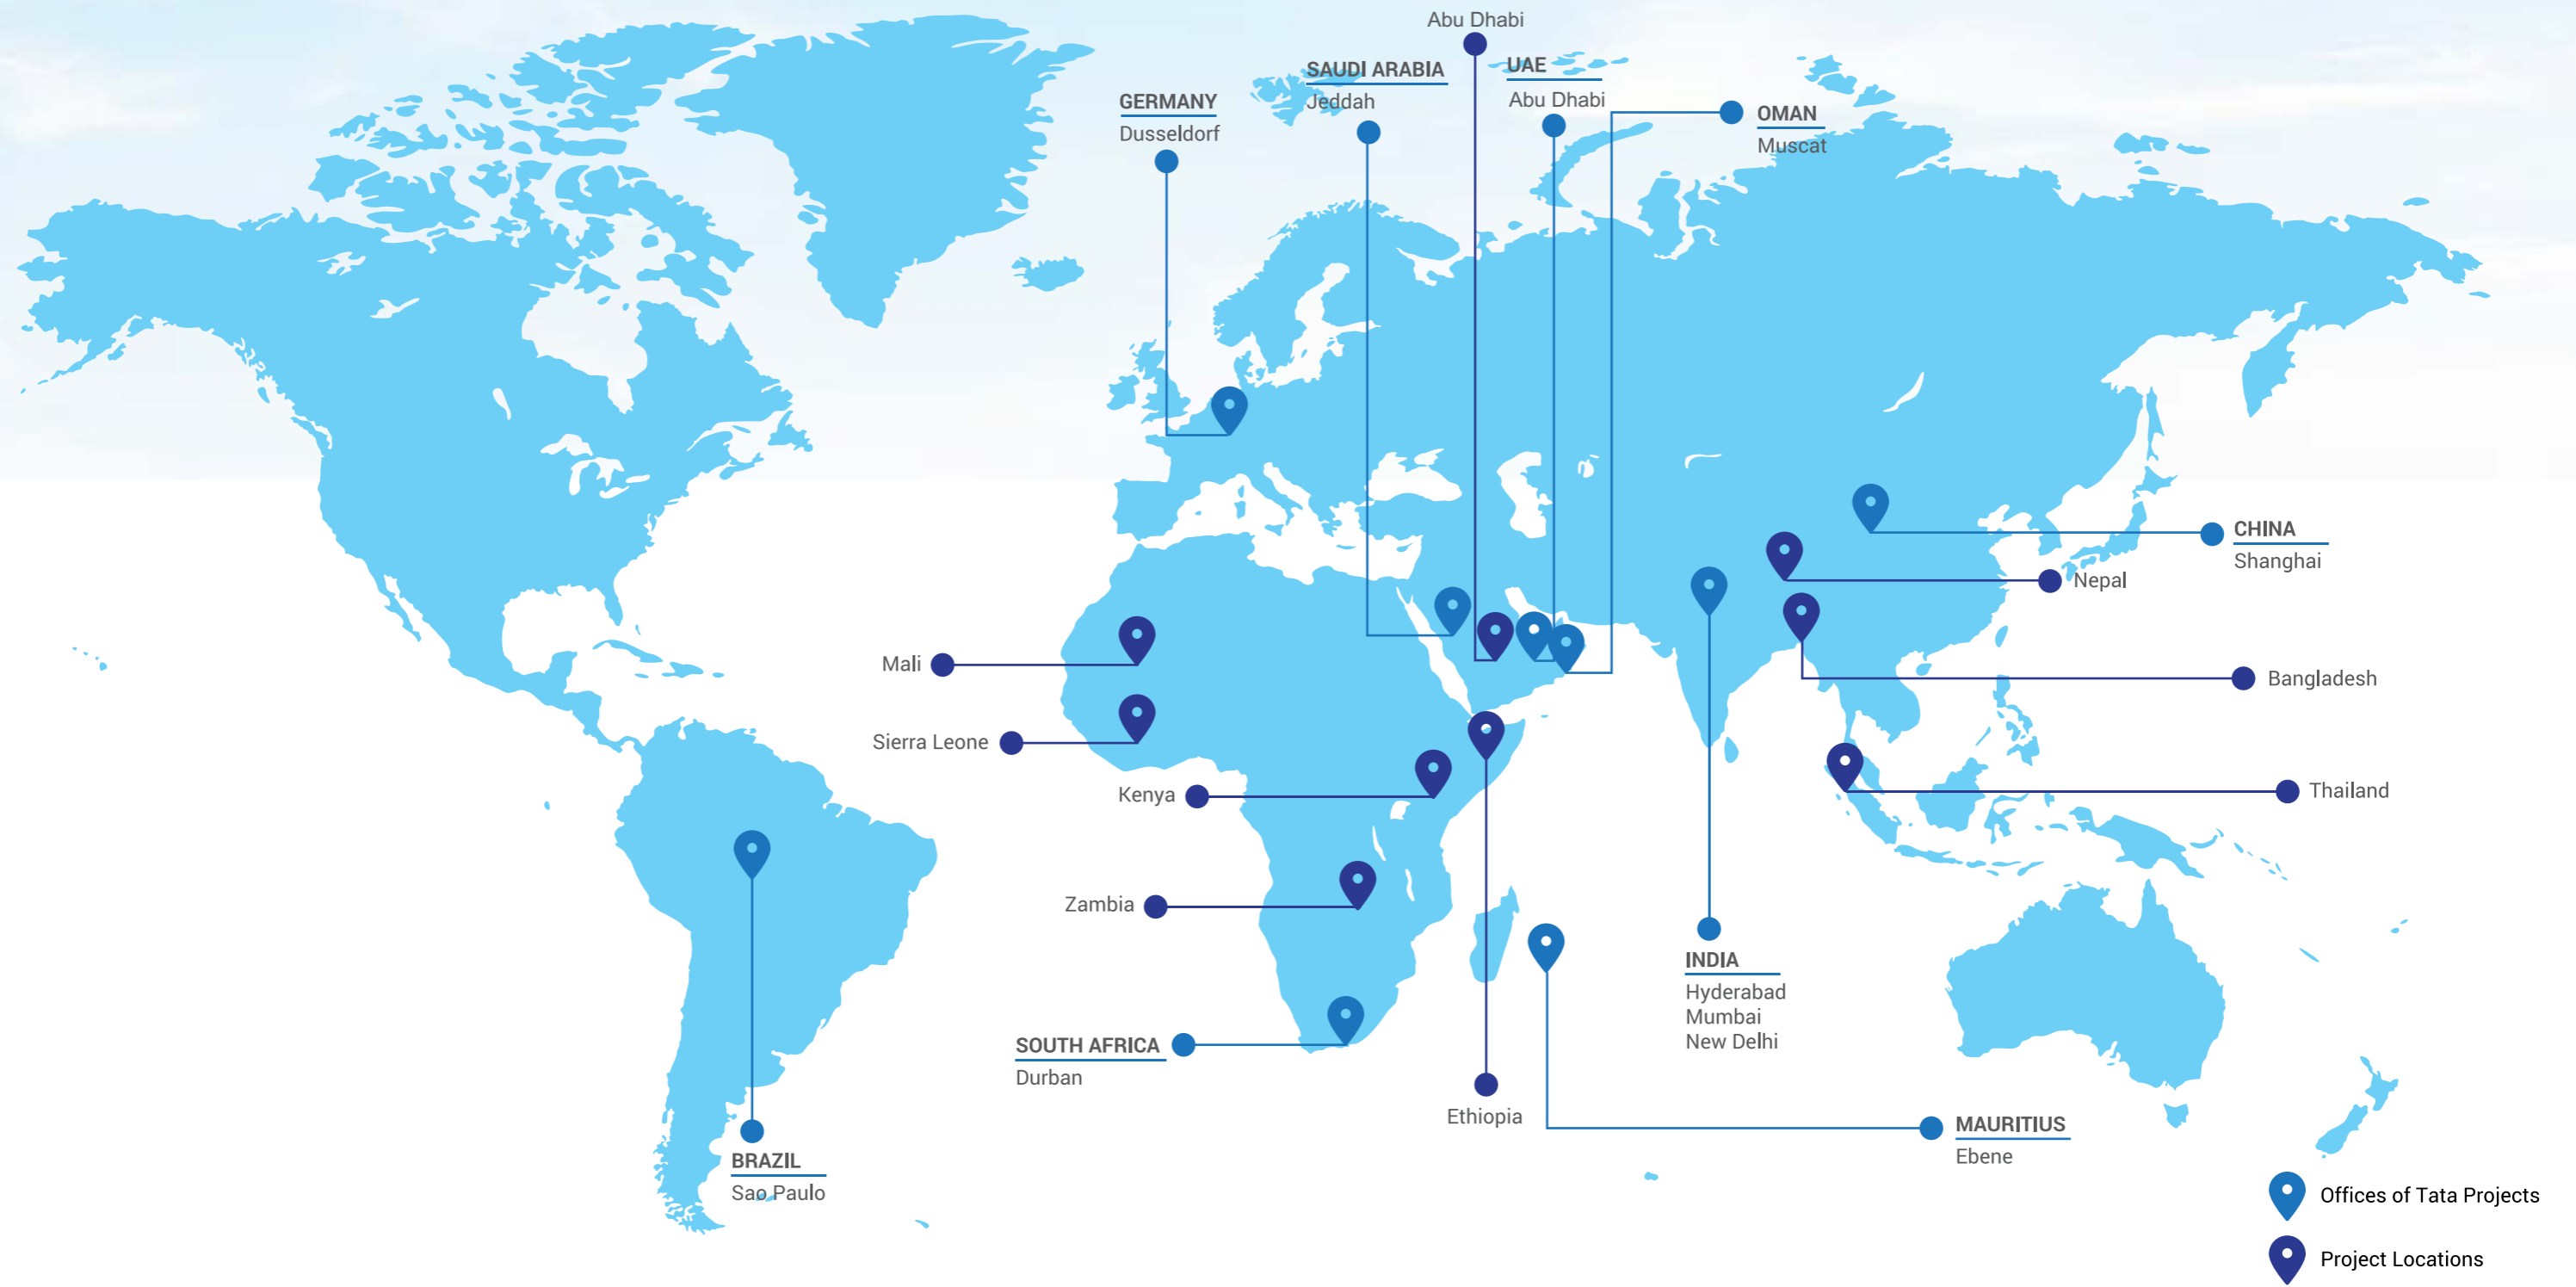 Abu Dhabi
SAUDI ARABIA
Jeddah
UAE
Abu Dhabi
GERMANY
Dusseldorf
OMAN
Muscat
CHINA
Shanghai
Nepal
Mali
Bangladesh
Sierra Leone
Kenya
Thailand
Zambia
INDIA
Hyderabad
Mumbai
New Delhi
SOUTH AFRICA
Durban
Ethiopia
MAURITIUS
Ebene
BRAZIL
Sao Paulo
Offices of Tata Projects
Project Locations